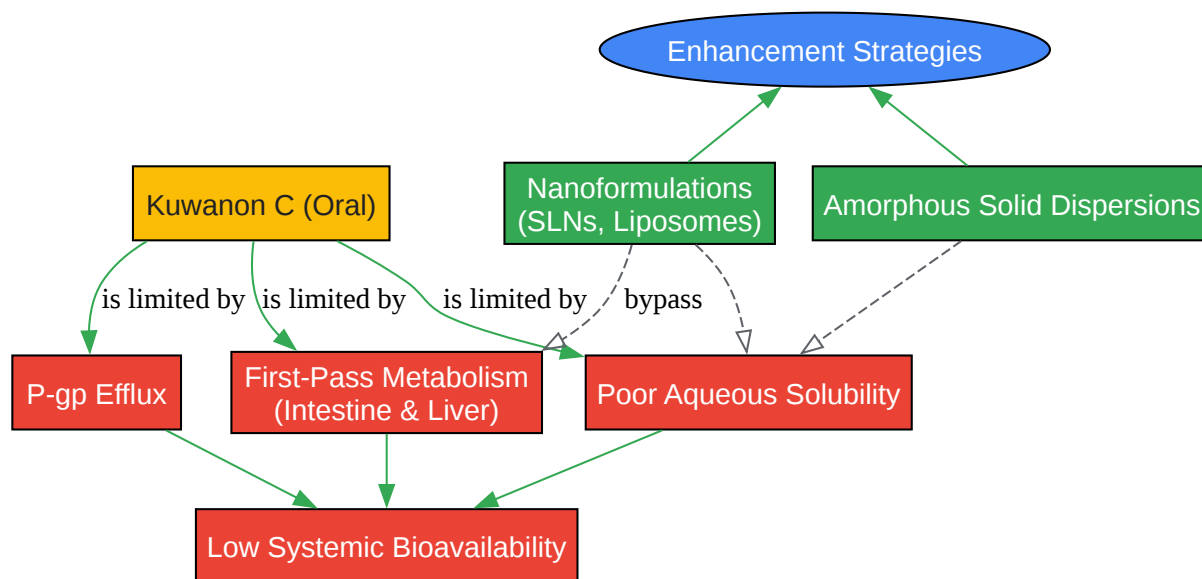 Enhancement Strategies
Kuwanon C (Oral)
Nanoformulations
(SLNs, Liposomes)
Amorphous Solid Dispersions
is limited by
is limited by
is limited by
bypass
P-gp Efflux
First-Pass Metabolism
(Intestine & Liver)
Poor Aqueous Solubility
Low Systemic Bioavailability